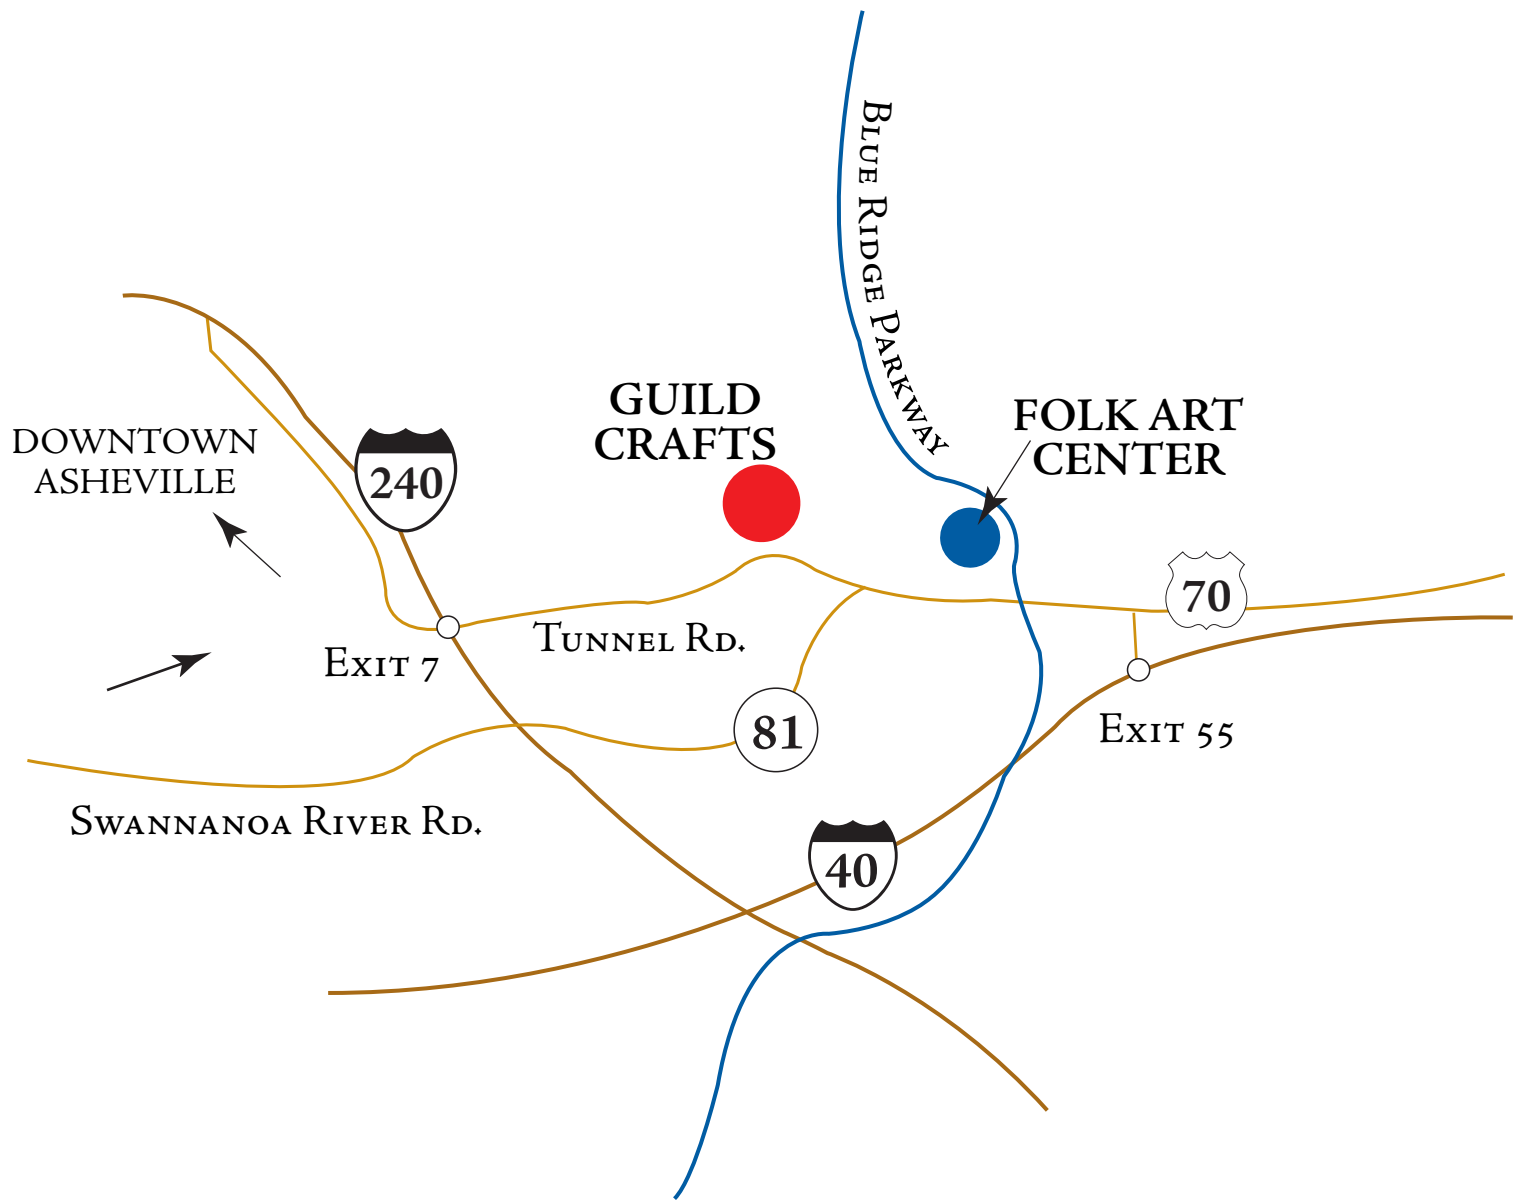 Blue Ridge Parkway
GUILD
CRAFTS
FOLK ART
CENTER
DOWNTOWN
ASHEVILLE
240
70
Tunnel Rd.
Exit 7
81
Exit 55
Swannanoa River Rd.
40